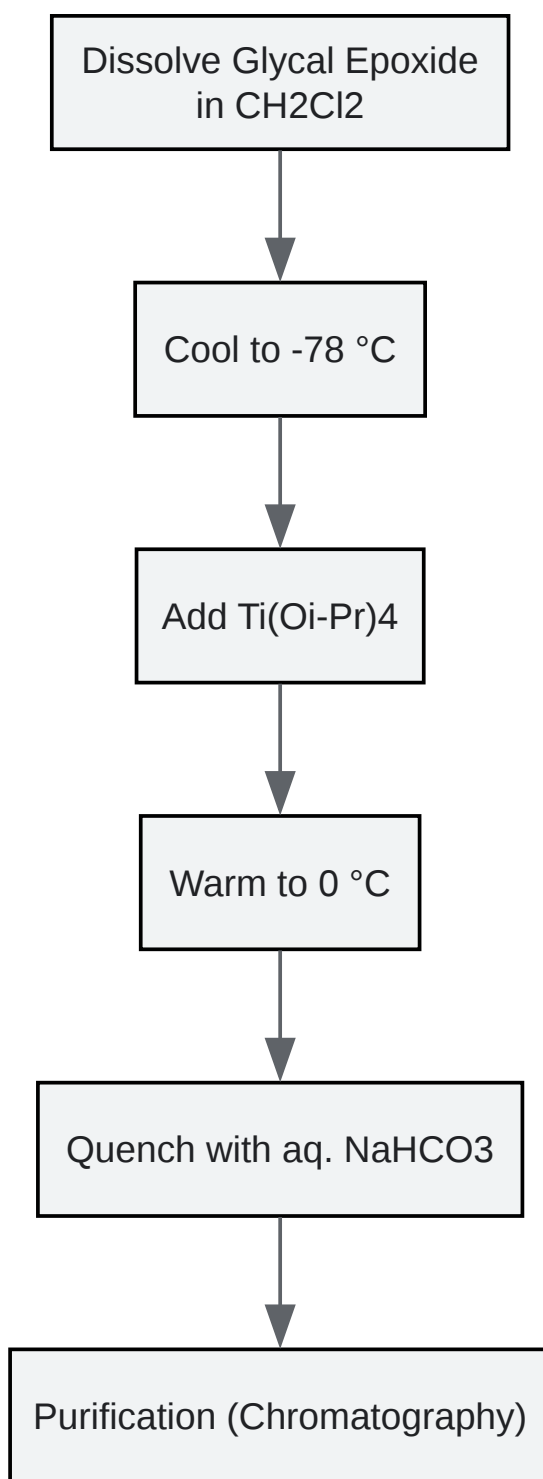 Dissolve Glycal Epoxide
in CH2Cl2
Cool to -78 °C
Add Ti(Oi-Pr)4
Warm to 0 °C
Quench with aq. NaHCO3
Purification (Chromatography)